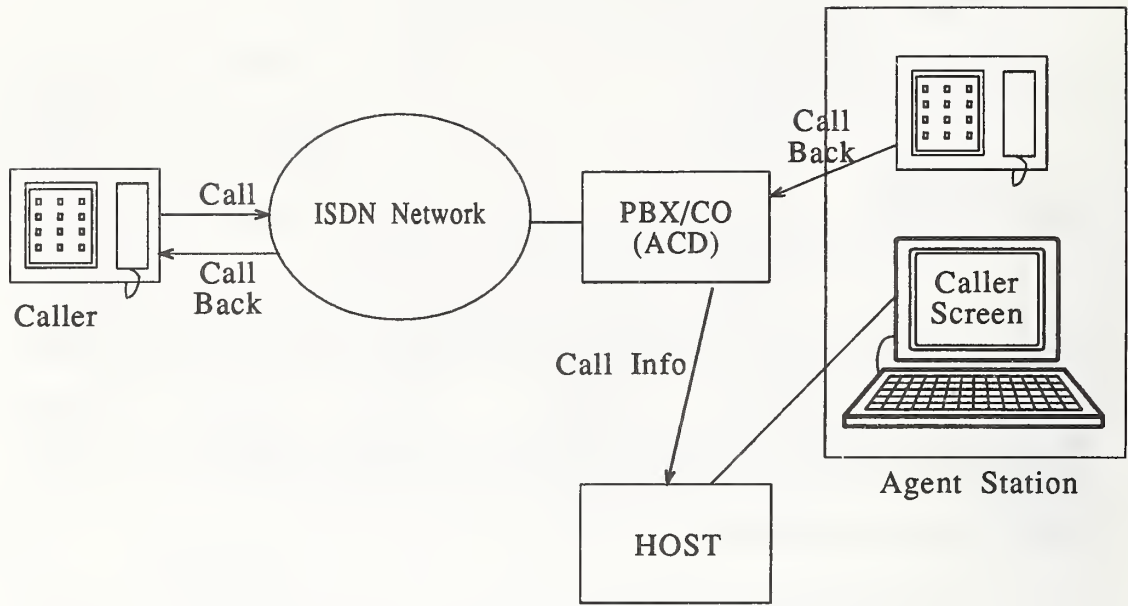 Call
Call
Back
Caller
ISDN Network
PBX/CO
(ACD)
Call
Back
Call Info
HOST
Caller
Screen
Agent Station